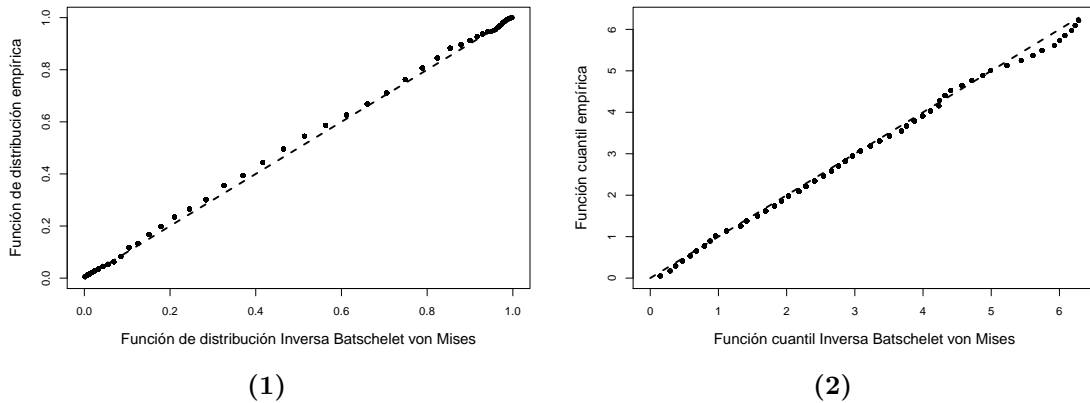 Función de distribución empírica
1.0
0.8
0.6
0.4
0.2
0.0
0.0 0.2 0.4 0.6 0.8 1.0
Función de distribución Inversa Batschelet von Mises
(1)
Función cuantil empírica
6
5
4
3
2
1
0
0 1 2 3 4 5 6
Función cuantil Inversa Batschelet von Mises
(2)